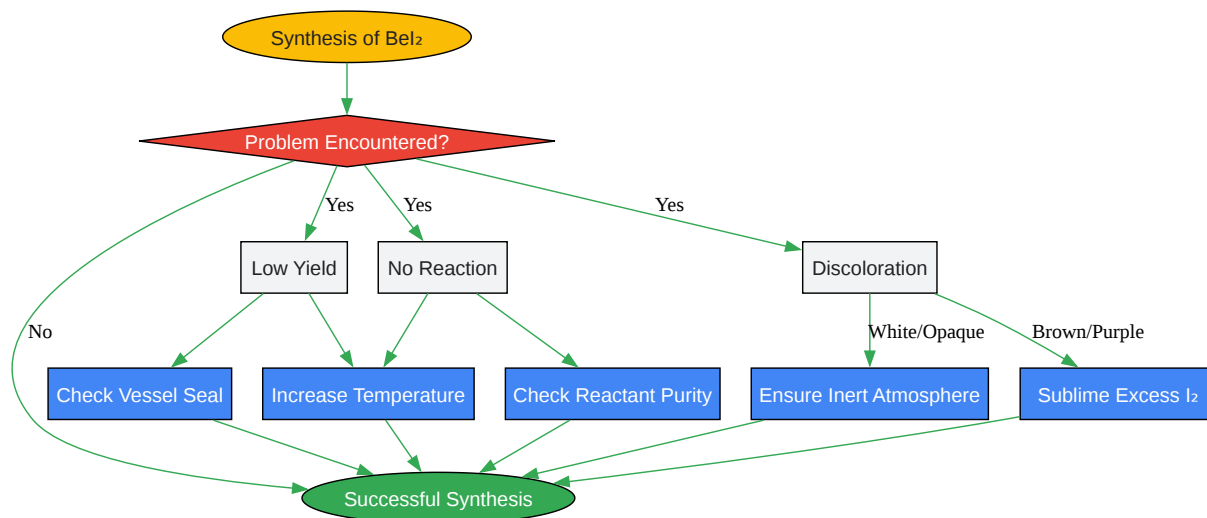 Synthesis of BeI₂
Problem Encountered?
Yes
Yes
Yes
Low Yield
No Reaction
Discoloration
No
White/Opaque
Brown/Purple
Check Vessel Seal
Increase Temperature
Check Reactant Purity
Ensure Inert Atmosphere
Sublime Excess I₂
Successful Synthesis